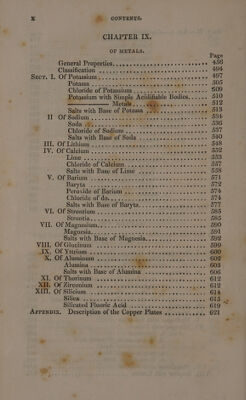 X CONTENTS.
CHAPTER IX.
OF METALS.
Page
General Properties 456
Classification 494
SECT. I. Of Potassium 497
Potassa 505
Chloride of Potassium 509
Potassium with Simple Acidifiable Bodies. 510
Metals 512
Salts with Base of Potassa 513
II Of Sodium 534
Soda 536
Chloride of Sodium 537
Salts with Base of Soda 540
III. Of Lithium 548
IV. Of Calcium 552
Lime 553
Chloride of Calcium 557
Salts with Base of Lime 558
V. Of Barium 571
Baryta 572
Peroxide of Barium 574
Chloride of do. 574
Salts with Base of Baryta. 577
VI. Of Strontium 585
Strontia 585
VII. Of Magnesium 590
Magnesia. 591
Salts with Base of Magnesia. 592
VIII. Of Glucinum 599
IX. Of Yttrium 600
X. Of Aluminum 602
Alumina 603
Salts with Base of Alumina 606
XI. Of Thorinum 612
XII. Of Zirconium 612
XIII. Of Silicium 614
Silica 615
Silicated Fluoric Acid 619
APPENDIX. Description of the Copper Plates 621